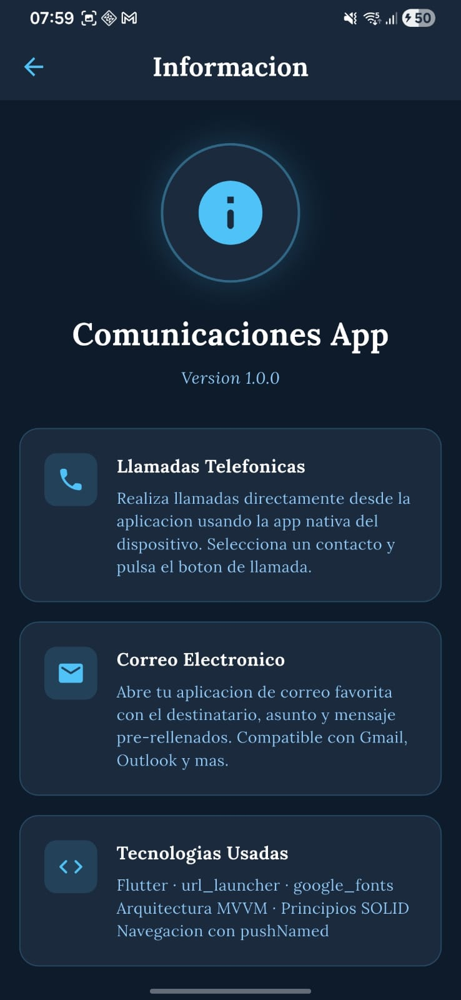 07:59
5
50
Informacion
Comunicaciones App
Version 1.0.0
Llamadas Telefonicas
Realiza llamadas directamente desde la
aplicacion usando la app nativa del
dispositivo. Selecciona un contacto y
pulsa el boton de llamada.
Correo Electronico
Abre tu aplicacion de correo favorita
con el destinatario, asunto y mensaje
pre-rellenados. Compatible con Gmail,
Outlook y mas.
Tecnologias Usadas
Flutter · url_launcher · google_fonts
Arquitectura MVVM · Principios SOLID
Navegacion con pushNamed